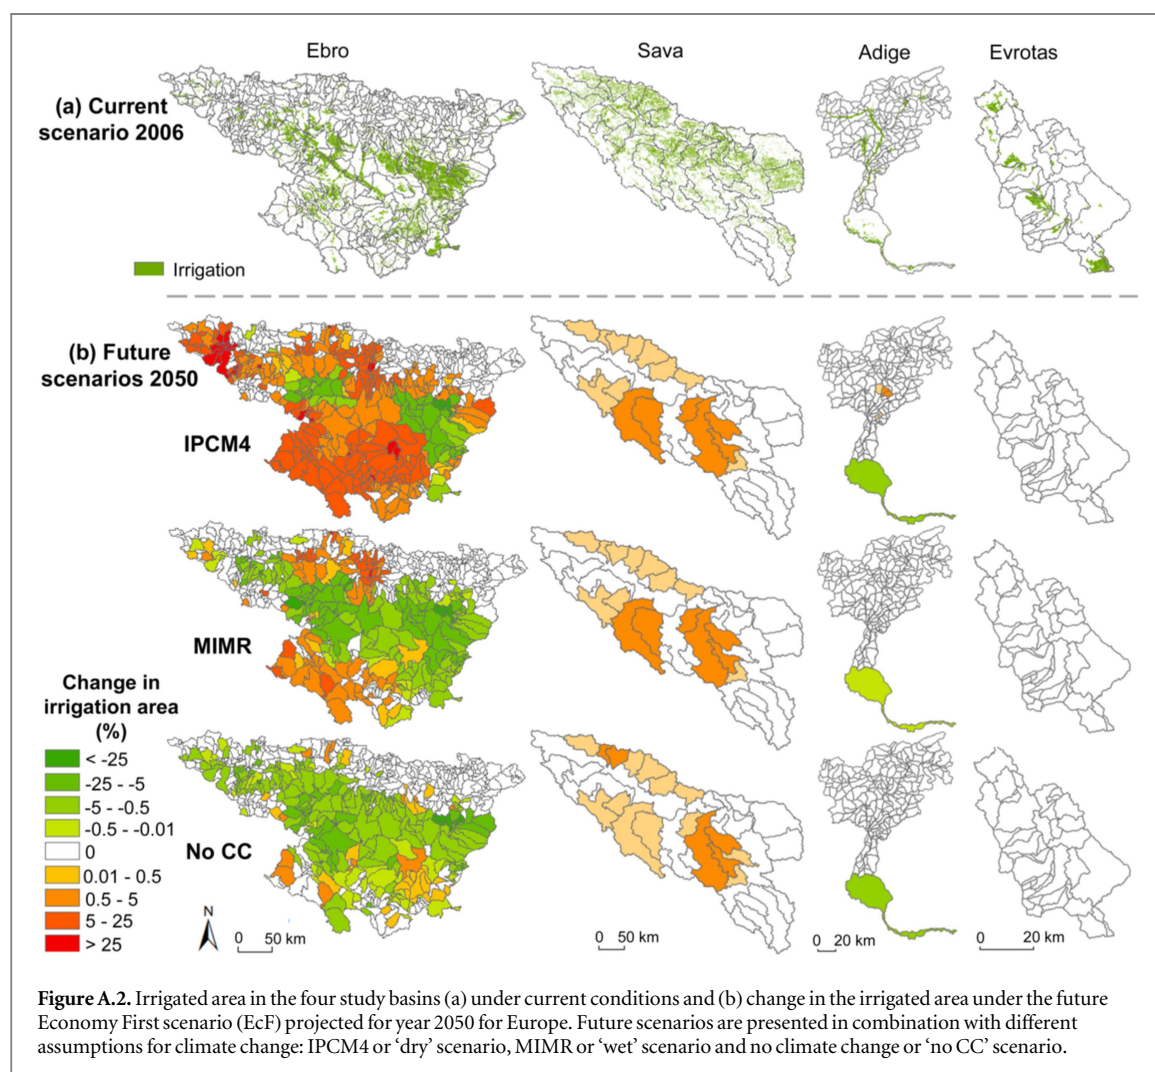 Ebro
Sava
Adige
Evrotas
(a) Current
scenario 2006
Irrigation
(b) Future
scenarios 2050
IPCM4
MIMR
Change in
irrigation area
(%)
< -25
-25 - -5
-5 - -0.5
-0.5 - -0.01
0
0.01 - 0.5
0.5 - 5
5 - 25
> 25
No CC
N
0 50 km
0 50 km
0 20 km
0 20 km
Figure A.2. Irrigated area in the four study basins (a) under current conditions and (b) change in the irrigated area under the future
Economy First scenario (EcF) projected for year 2050 for Europe. Future scenarios are presented in combination with different
assumptions for climate change: IPCM4 or ‘dry’ scenario, MIMR or ‘wet’ scenario and no climate change or ‘no CC’ scenario.